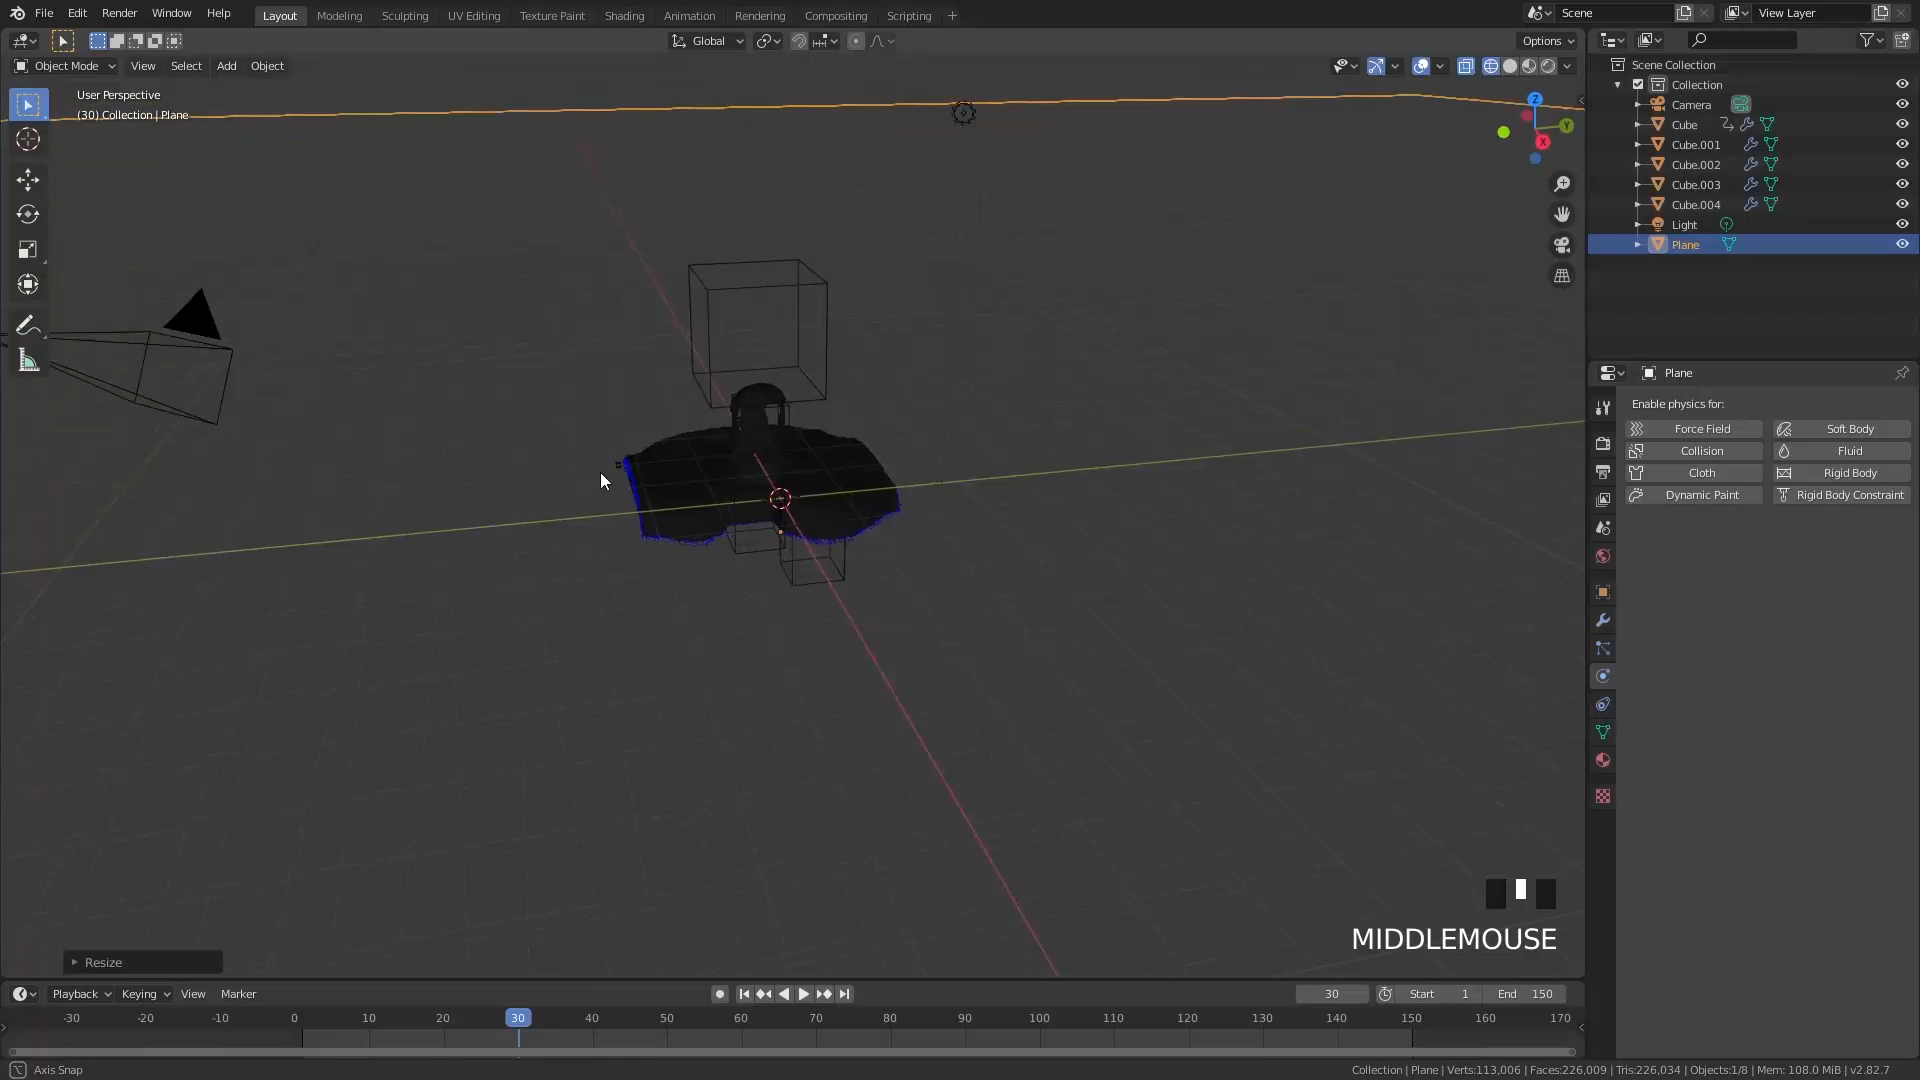 File Edit Render Window Help Layout Modeling Sculpting UV Editing Texture Paint Shading Animation Rendering Compositing Scripting + Scene View Layer
Global Options
Object Mode View Select Add Object
User Perspective
(30) Collection | Plane
Z
Y
X
Scene Collection
Collection
Camera
Cube
Cube.001
Cube.002
Cube.003
Cube.004
Light
Plane
Plane
Enable physics for:
Force Field Soft Body
Collision Fluid
Cloth Rigid Body
Dynamic Paint Rigid Body Constraint
MIDDLEMOUSE
Resize
Playback Keying View Marker 30 Start 1 End 150
-30 -20 -10 0 10 20 30 40 50 60 70 80 90 100 110 120 130 140 150 160 170
Axis Snap Collection | Plane | Verts:113,006 | Faces:226,009 | Tris:226,034 | Objects:1/8 | Mem: 108.0 MiB | v2.82.7